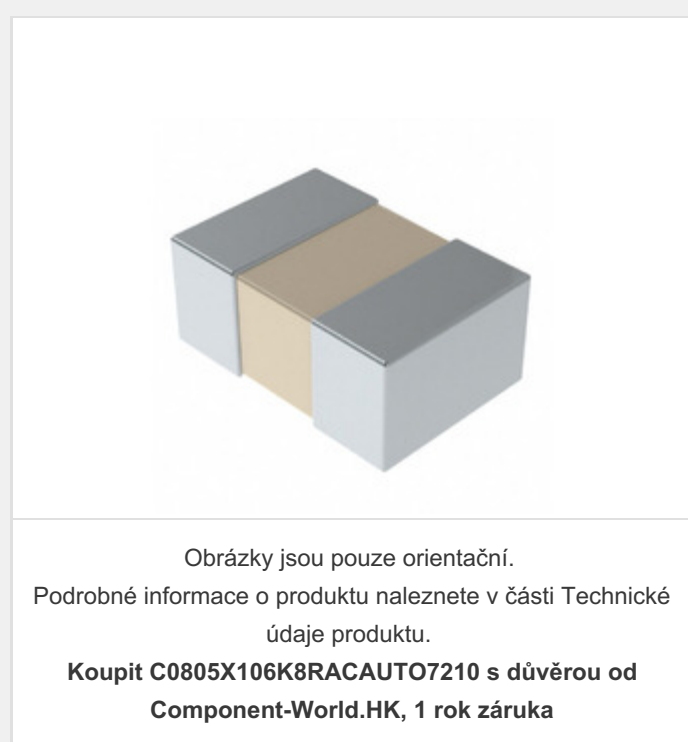 Obrázky jsou pouze orientační.
Podrobné informace o produktu naleznete v části Technické
údaje produktu.
Koupit C0805X106K8RACAUTO7210 s důvěrou od
Component-World.HK, 1 rok záruka